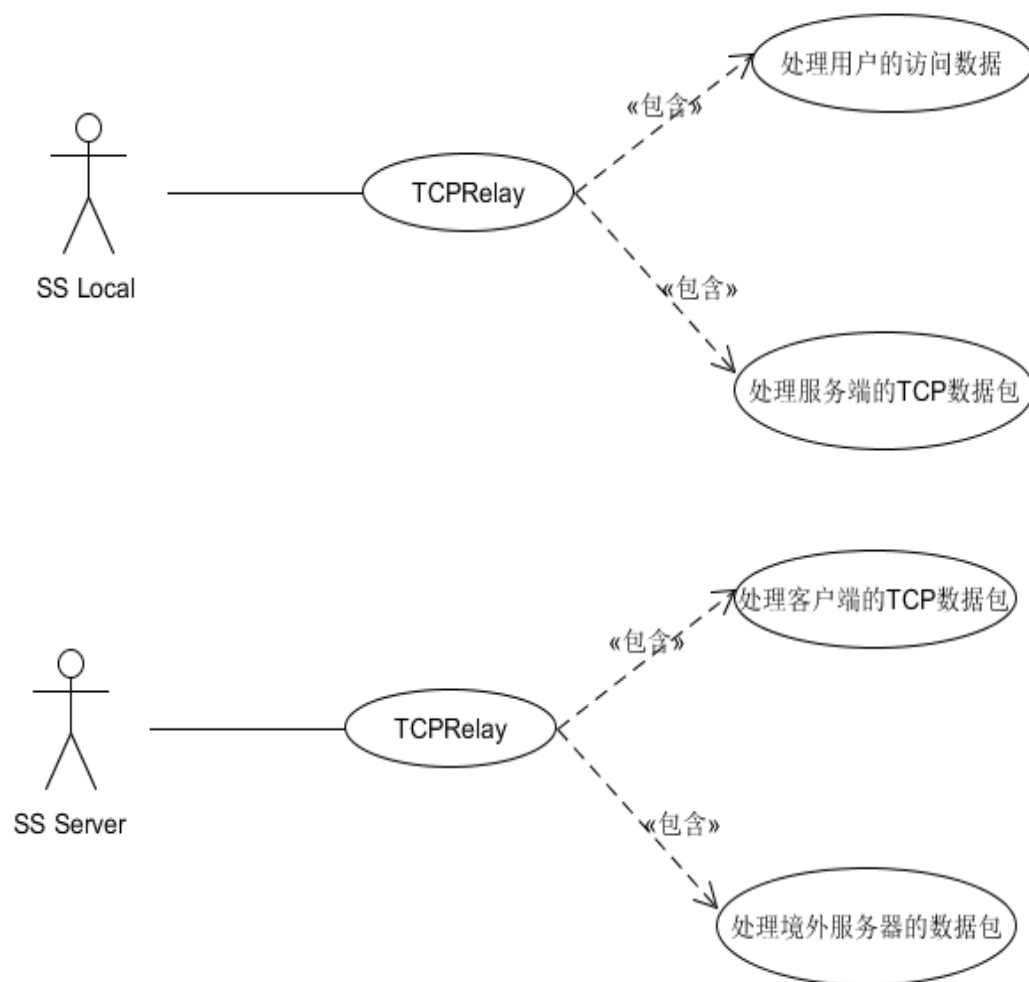 处理用户的访问数据
«包含»
TCPRelay
SS Local
«包含»
处理服务端的TCP数据包
处理客户端的TCP数据包
«包含»
TCPRelay
SS Server
«包含»
处理境外服务器的数据包